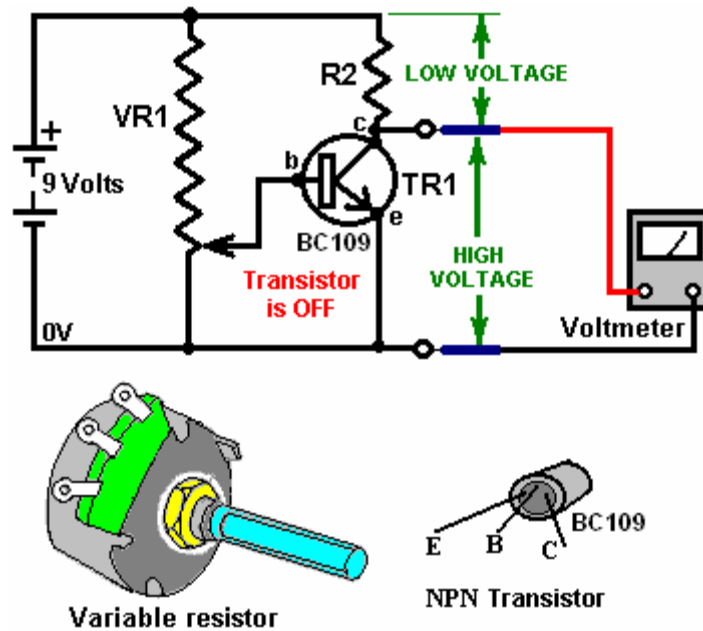 R2
LOW VOLTAGE
VR1
c
+
b
9 Volts
TR1
e
BC109
HIGH
VOLTAGE
Transistor
is OFF
Voltmeter
0V
E
B
C
BC109
NPN Transistor
Variable resistor